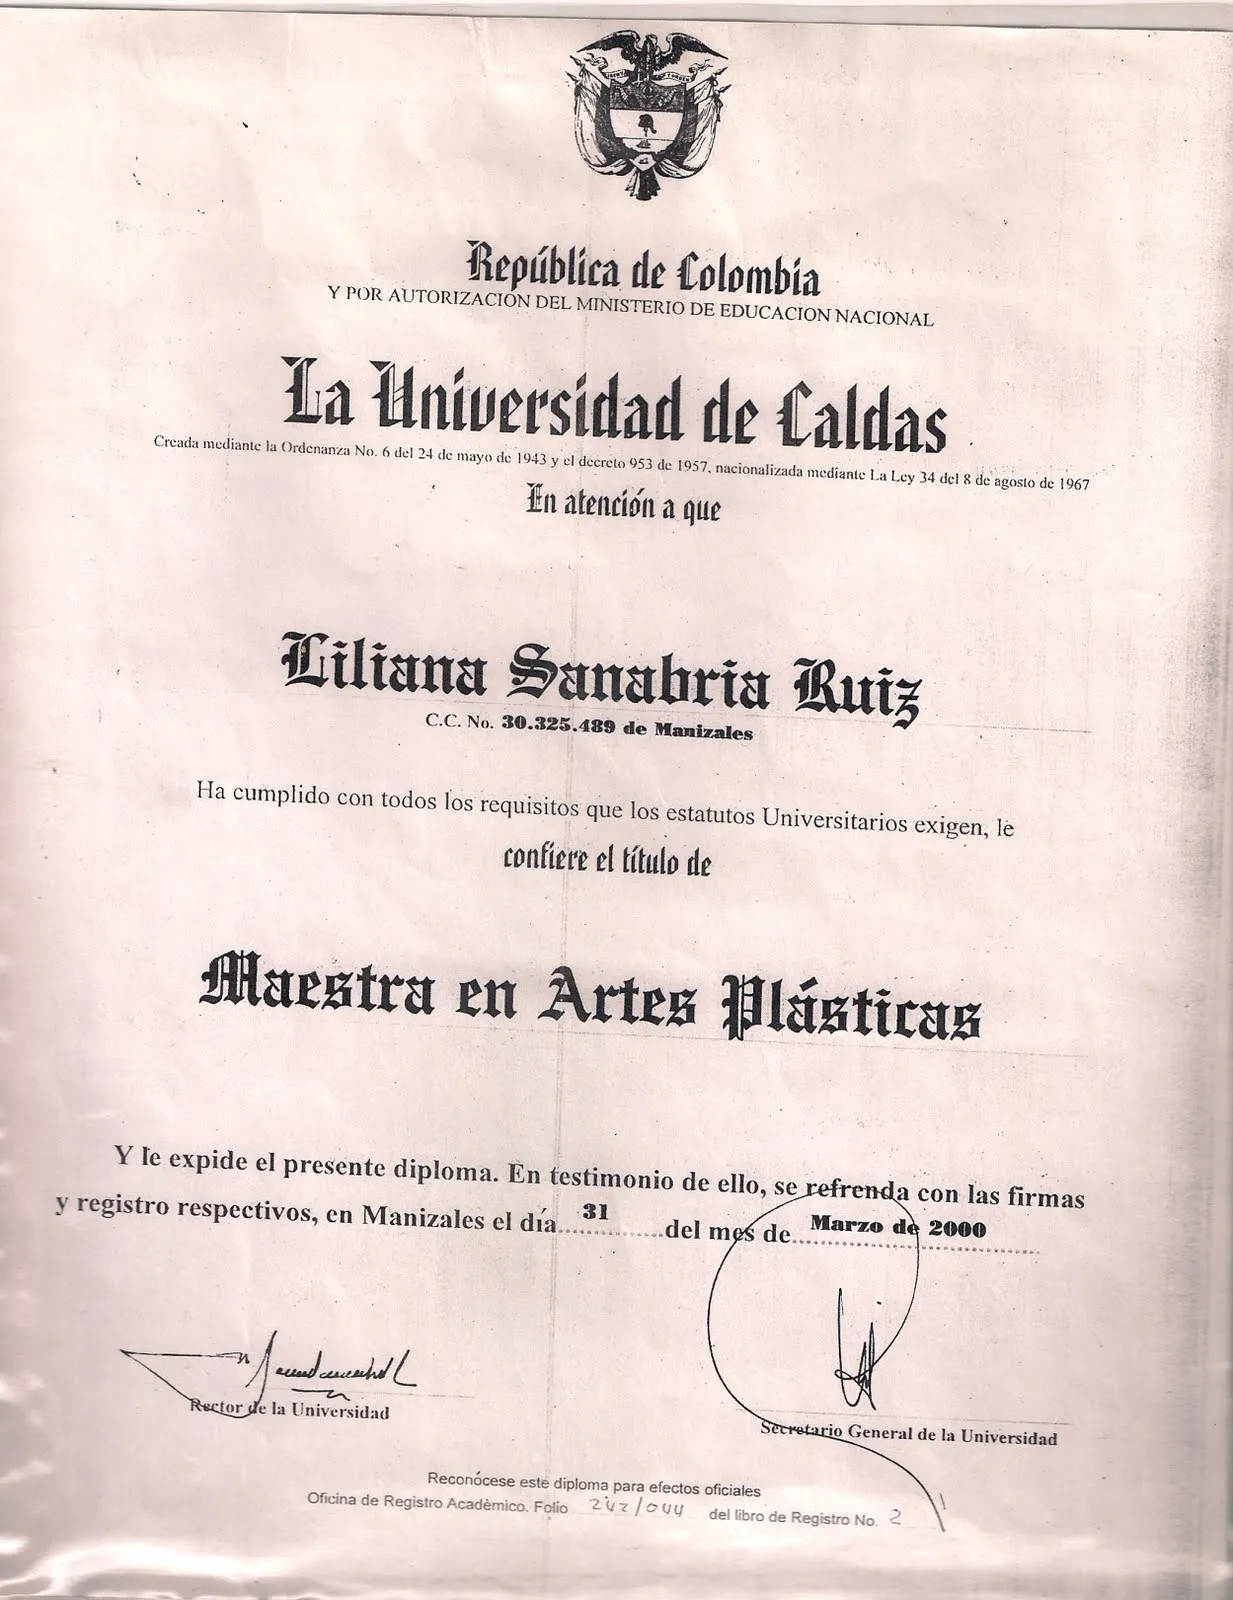 República de Colombia
Y POR AUTORIZACION DEL MINISTERIO DE EDUCACION NACIONAL
La Universidad de Caldas
Creada mediante la Ordenanza No. 6 del 24 de mayo de 1943 y el decreto 953 de 1957, nacionalizada mediante La Ley 34 del 8 de agosto de 1967
En atención a que
Liliana Sanabria Ruiz
C.C. No. 30.325.489 de Manizales
Ha cumplido con todos los requisitos que los estatutos Universitarios exigen, le
confiere el título de
Maestra en Artes Plásticas
Y le expide el presente diploma. En testimonio de ello, se refrenda con las firmas
y registro respectivos, en Manizales el día 31 del mes de Marzo de 2000
Rector de la Universidad
Secretario General de la Universidad
Reconócese este diploma para efectos oficiales
Oficina de Registro Acadèmico. Folio 242/044 del libro de Registro No. 2